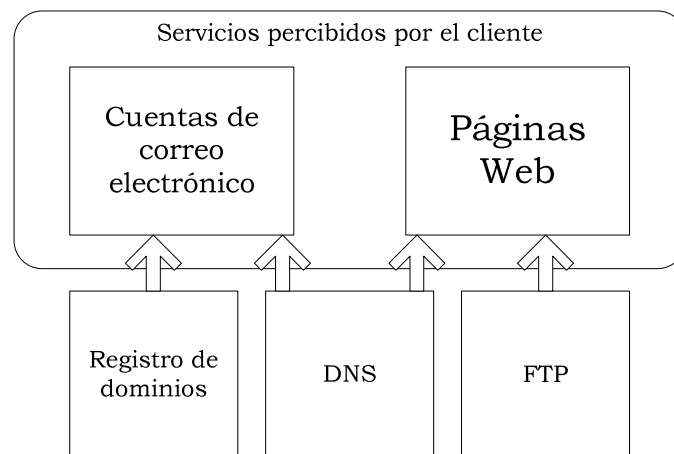 Servicios percibidos por el cliente
Cuentas de
correo
electrónico
Páginas
Web
Registro de
dominios
DNS
FTP